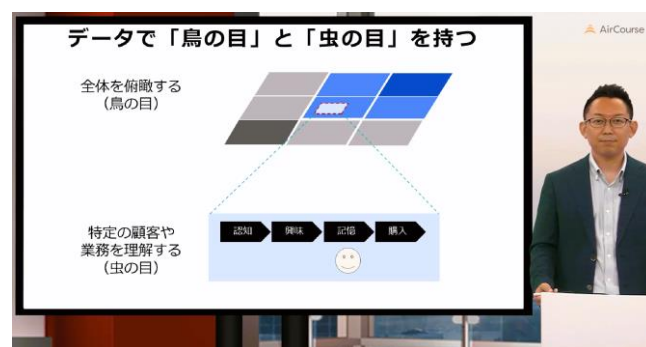 データで「鳥の目」と「虫の目」を持つ
AirCourse
全体を俯瞰する
（鳥の目）
特定の顧客や
業務を理解する
（虫の目）
認知
興味
記憶
購入